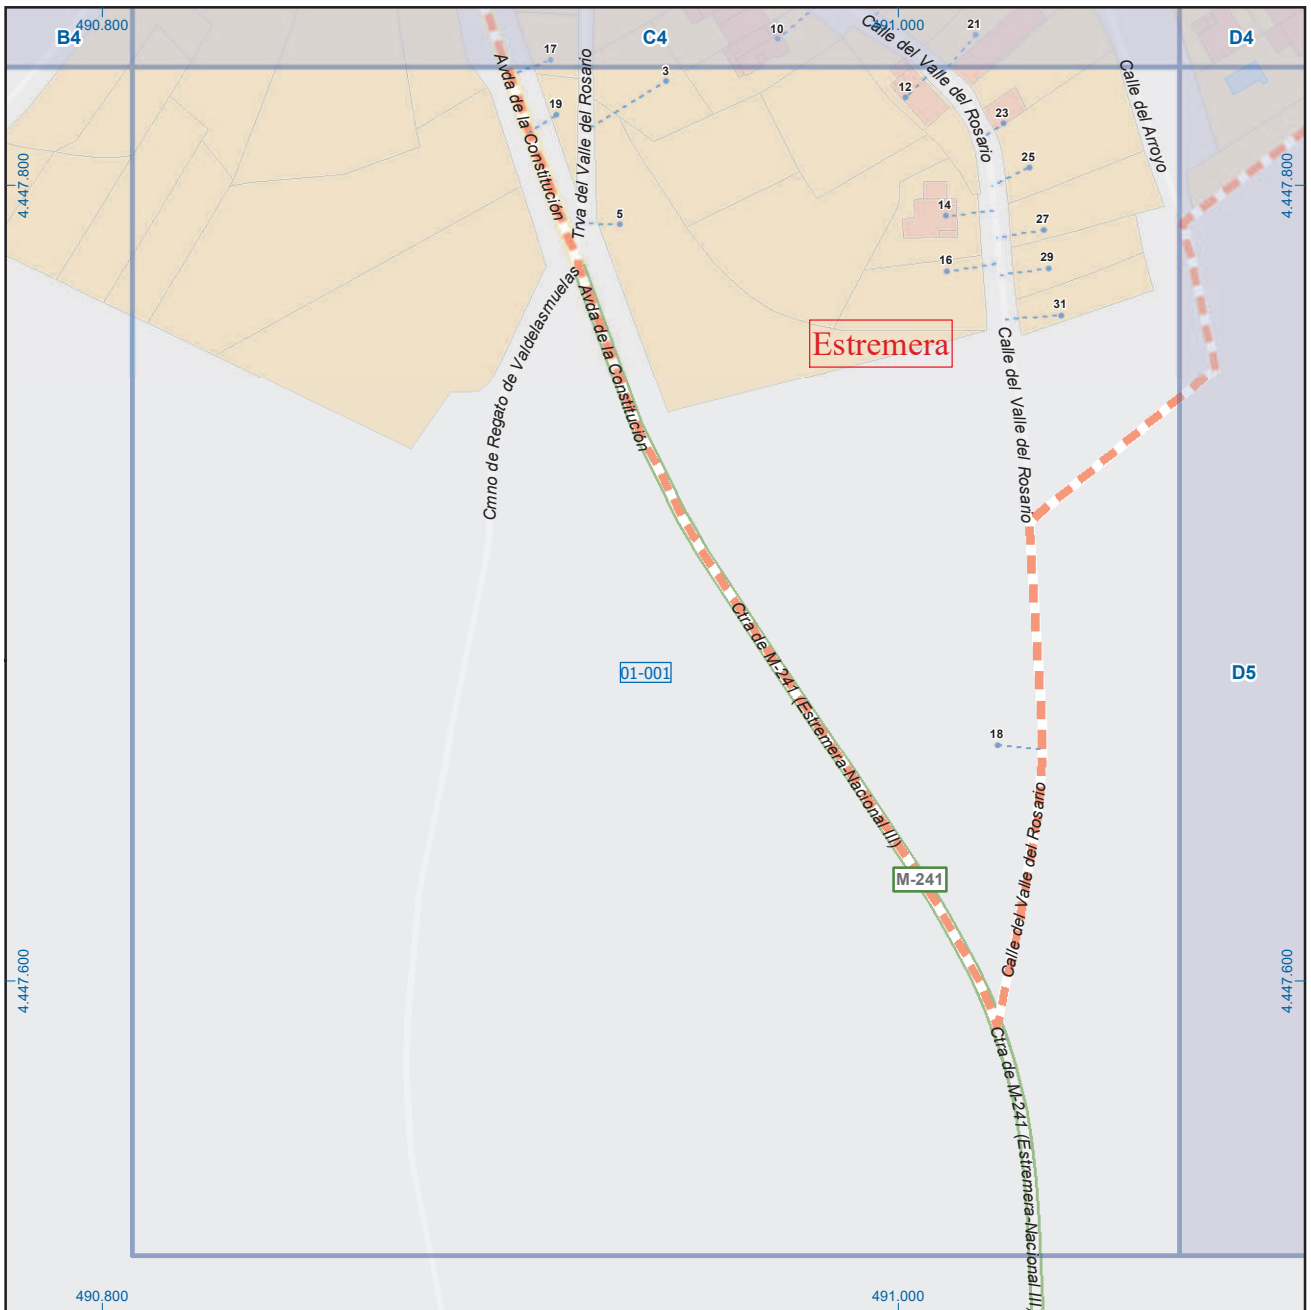 490.800
491.000
B4
C4
D4
10
21
17
3
12
19
23
25
14
27
5
16
29
31
18
Calle del Valle del Rosario
Calle del Arroyo
Avda de la Constitución
Trva del Valle del Rosario
4.447.800
4.447.800
Cmno de Regato de Valdelasmuelas
Avda de la Constitución
Estremera
Calle del Valle del Rosario
Ctra de M-241 (Estremera-Nacional III)
01-001
D5
Calle del Valle del Rosario
M-241
4.447.600
4.447.600
Ctra de M-241 (Estremera-Nacional III,
490.800
491.000